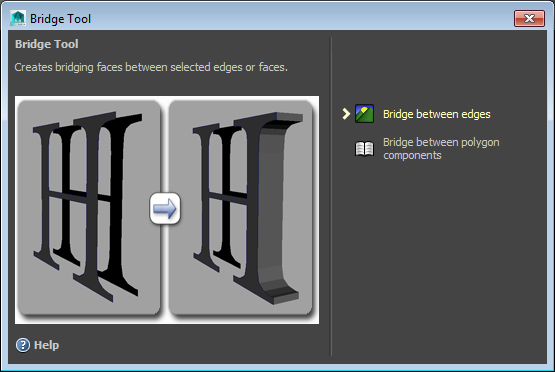 Bridge Tool
Bridge Tool
Creates bridging faces between selected edges or faces.
Bridge between edges
Bridge between polygon
components
? Help